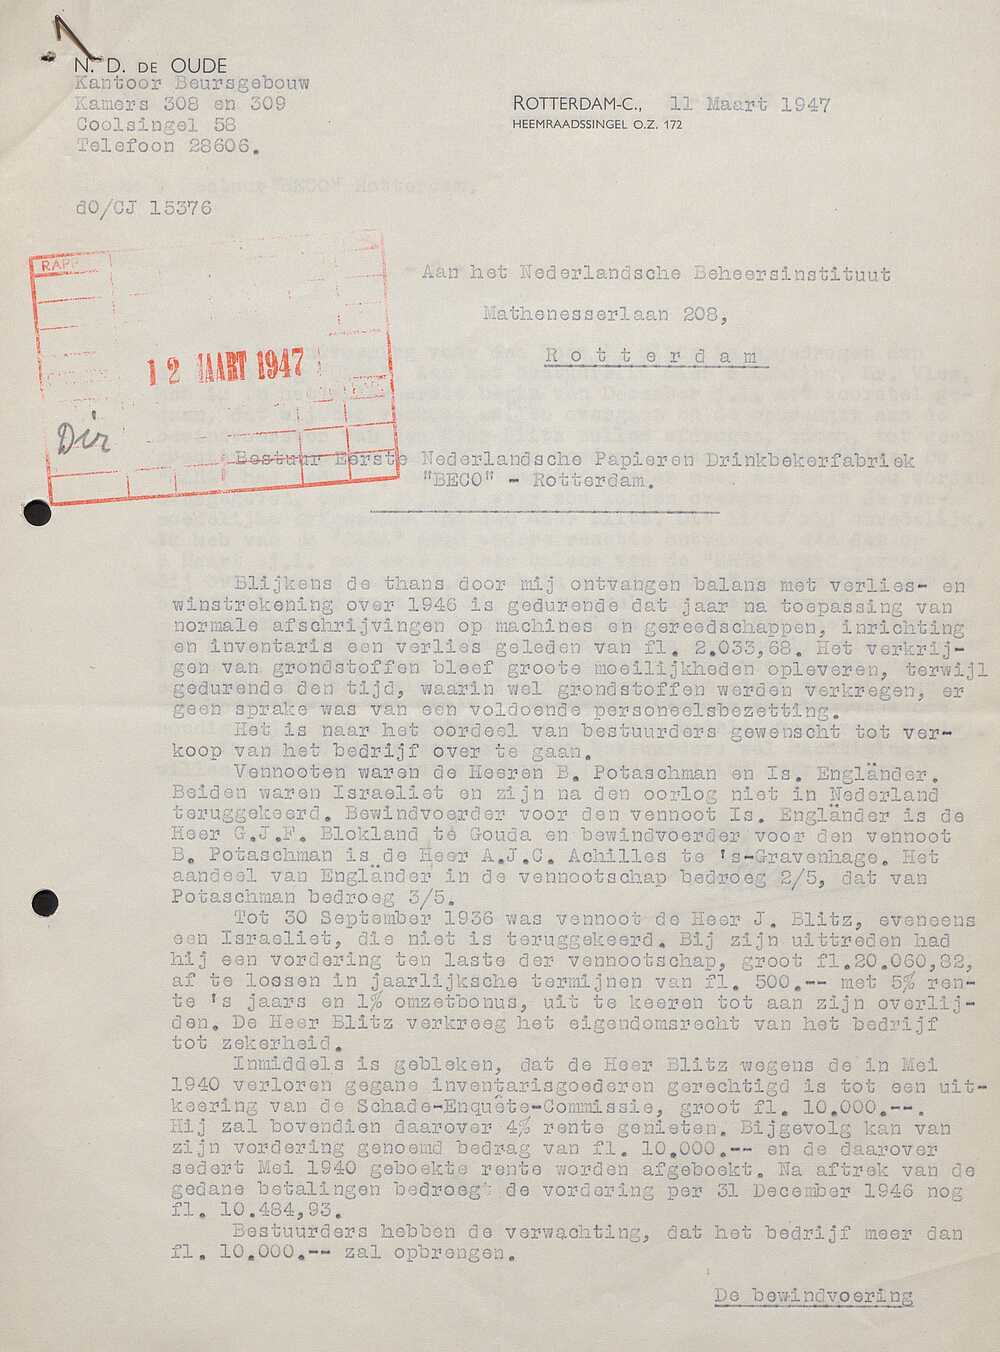 N. D. DE OUDE
Kantoor Beursgebouw
Kamers 308 en 309
Coolsingel 58
Telefoon 28606.
ROTTERDAM-C., 11 Maart 1947
HEEMRAADSSINGEL O.Z. 172
dO/CJ 15376
RAPP
12 MAART 1947
Dir
Aan het Nederlandsche Beheersinstituut
Mathenesserlaan 208,
R o t t e r d a m
Bestuur Eerste Nederlandsche Papieren Drinkbekerfabriek
"BECO" - Rotterdam.
Blijkens de thans door mij ontvangen balans met verlies- en
winstrekening over 1946 is gedurende dat jaar na toepassing van
normale afschrijvingen op machines en gereedschappen, inrichting
en inventaris een verlies geleden van fl. 2.033,68. Het verkrij-
gen van grondstoffen bleef groote moeilijkheden opleveren, terwijl
gedurende den tijd, waarin wel grondstoffen werden verkregen, er
geen sprake was van een voldoende personeelsbezetting.
Het is naar het oordeel van bestuurders gewenscht tot ver-
koop van het bedrijf over te gaan.
Vennooten waren de Heeren B. Potaschman en Is. Engländer.
Beiden waren Israeliet en zijn na den oorlog niet in Nederland
teruggekeerd. Bewindvoerder voor den vennoot Is. Engländer is de
Heer G.J.F. Blokland te Gouda en bewindvoerder voor den vennoot
B. Potaschman is de Heer A.J.C. Achilles te 's-Gravenhage. Het
aandeel van Engländer in de vennootschap bedroeg 2/5, dat van
Potaschman bedroeg 3/5.
Tot 30 September 1936 was vennoot de Heer J. Blitz, eveneens
een Israeliet, die niet is teruggekeerd. Bij zijn uittreden had
hij een vordering ten laste der vennootschap, groot fl.20.060,82,
af te lossen in jaarlijksche termijnen van fl. 500.-- met 5% ren-
te 's jaars en 1% omzetbonus, uit te keeren tot aan zijn overlij-
den. De Heer Blitz verkreeg het eigendomsrecht van het bedrijf
tot zekerheid.
Inmiddels is gebleken, dat de Heer Blitz wegens de in Mei
1940 verloren gegane inventarisgoederen gerechtigd is tot een uit-
keering van de Schade-Enquête-Commissie, groot fl. 10.000.--.
Hij zal bovendien daarover 4% rente genieten. Bijgevolg kan van
zijn vordering genoemd bedrag van fl. 10.000.-- en de daarover
sedert Mei 1940 geboekte rente worden afgeboekt. Na aftrek van de
gedane betalingen bedroeg de vordering per 31 December 1946 nog
fl. 10.484,93.
Bestuurders hebben de verwachting, dat het bedrijf meer dan
fl. 10.000.-- zal opbrengen.
De bewindvoering